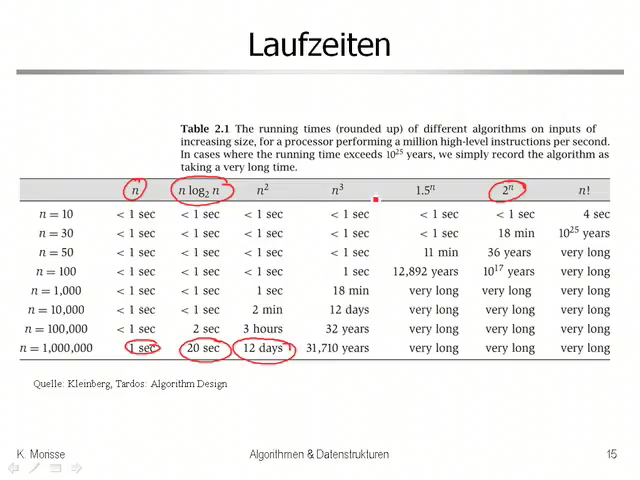 Laufzeiten
Table 2.1 The running times (rounded up) of different algorithms on inputs of
increasing size, for a processor performing a million high-level instructions per second.
In cases where the running time exceeds 10^25 years, we simply record the algorithm as
taking a very long time.
n n log₂ n n² n³ 1.5ⁿ 2ⁿ n!
n = 10 < 1 sec < 1 sec < 1 sec < 1 sec < 1 sec < 1 sec 4 sec
n = 30 < 1 sec < 1 sec < 1 sec < 1 sec < 1 sec 18 min 10^25 years
n = 50 < 1 sec < 1 sec < 1 sec < 1 sec 11 min 36 years very long
n = 100 < 1 sec < 1 sec < 1 sec 1 sec 12,892 years 10^17 years very long
n = 1,000 < 1 sec < 1 sec 1 sec 18 min very long very long very long
n = 10,000 < 1 sec < 1 sec 2 min 12 days very long very long very long
n = 100,000 < 1 sec 2 sec 3 hours 32 years very long very long very long
n = 1,000,000 1 sec 20 sec 12 days 31,710 years very long very long very long
Quelle: Kleinberg, Tardos: Algorithm Design
K. Morisse Algorithmen & Datenstrukturen 15